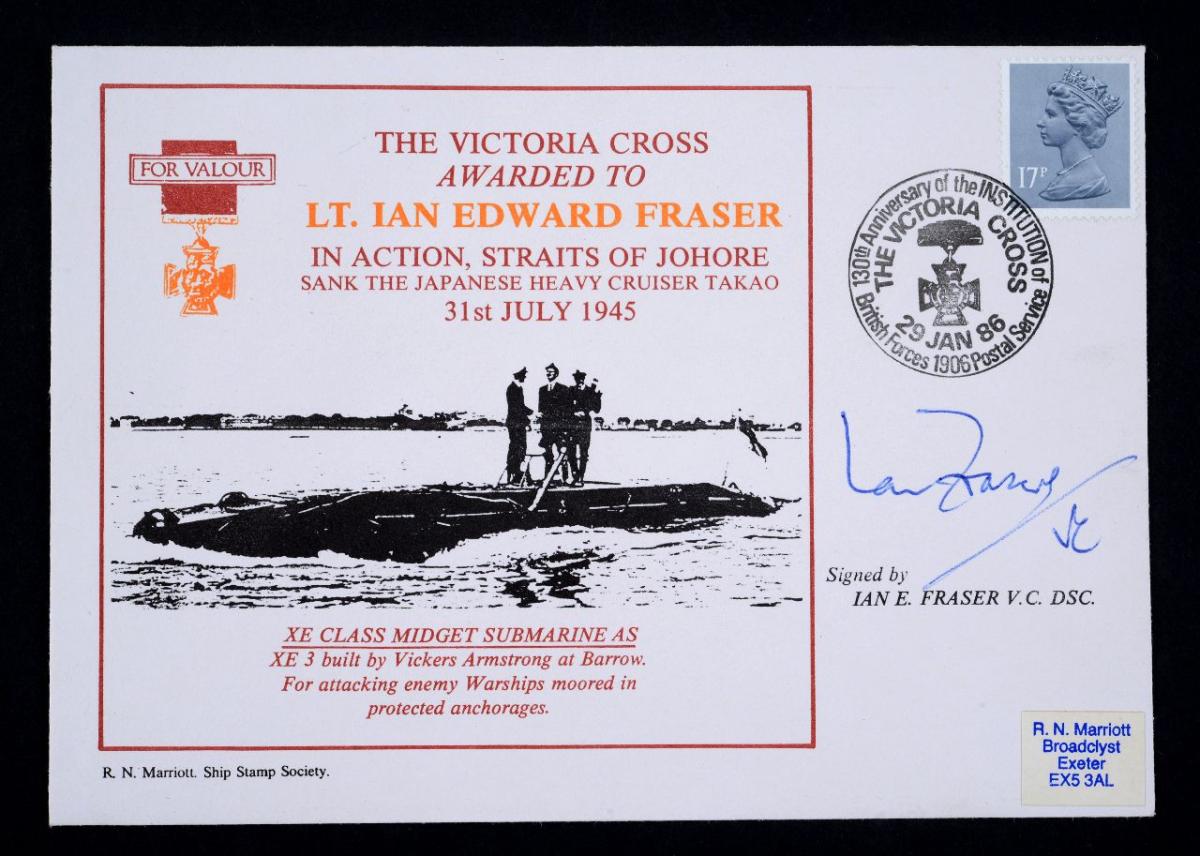 FOR VALOUR
THE VICTORIA CROSS
AWARDED TO
LT. IAN EDWARD FRASER
IN ACTION, STRAITS OF JOHORE
SANK THE JAPANESE HEAVY CRUISER TAKAO
31st JULY 1945
17P
130th Anniversary of the INSTITUTION of
THE VICTORIA CROSS
29 JAN 86
British Forces 1906 Postal Service
Ian Fraser VC
Signed by
IAN E. FRASER V.C. DSC.
XE CLASS MIDGET SUBMARINE AS
XE 3 built by Vickers Armstrong at Barrow.
For attacking enemy Warships moored in
protected anchorages.
R. N. Marriott. Ship Stamp Society.
R. N. Marriott
Broadclyst
Exeter
EX5 3AL